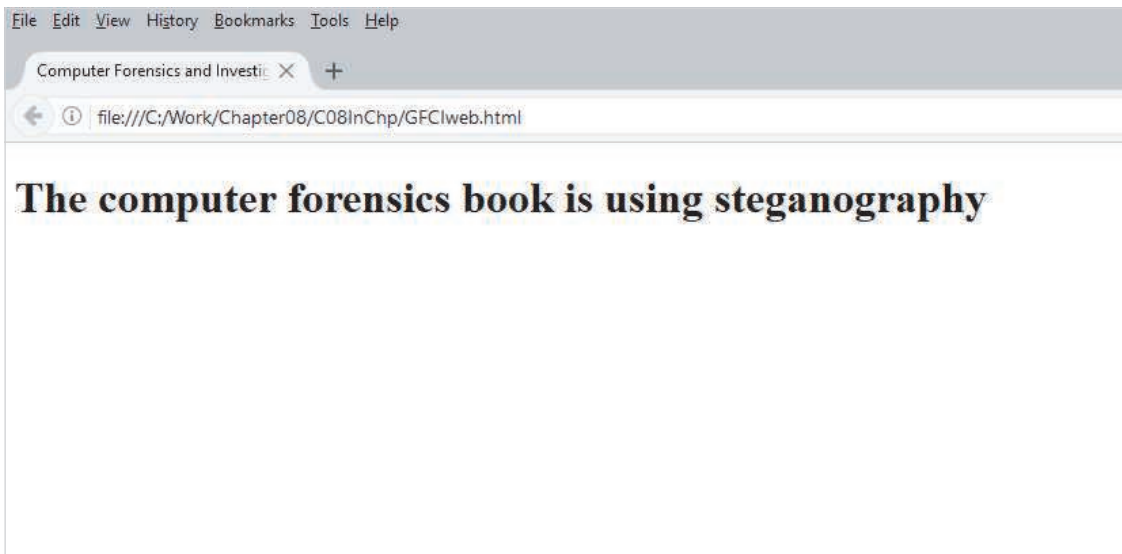 File Edit View History Bookmarks Tools Help
Computer Forensics and Investig
file:///C:/Work/Chapter08/C08InChp/GFCIweb.html
The computer forensics book is using steganography